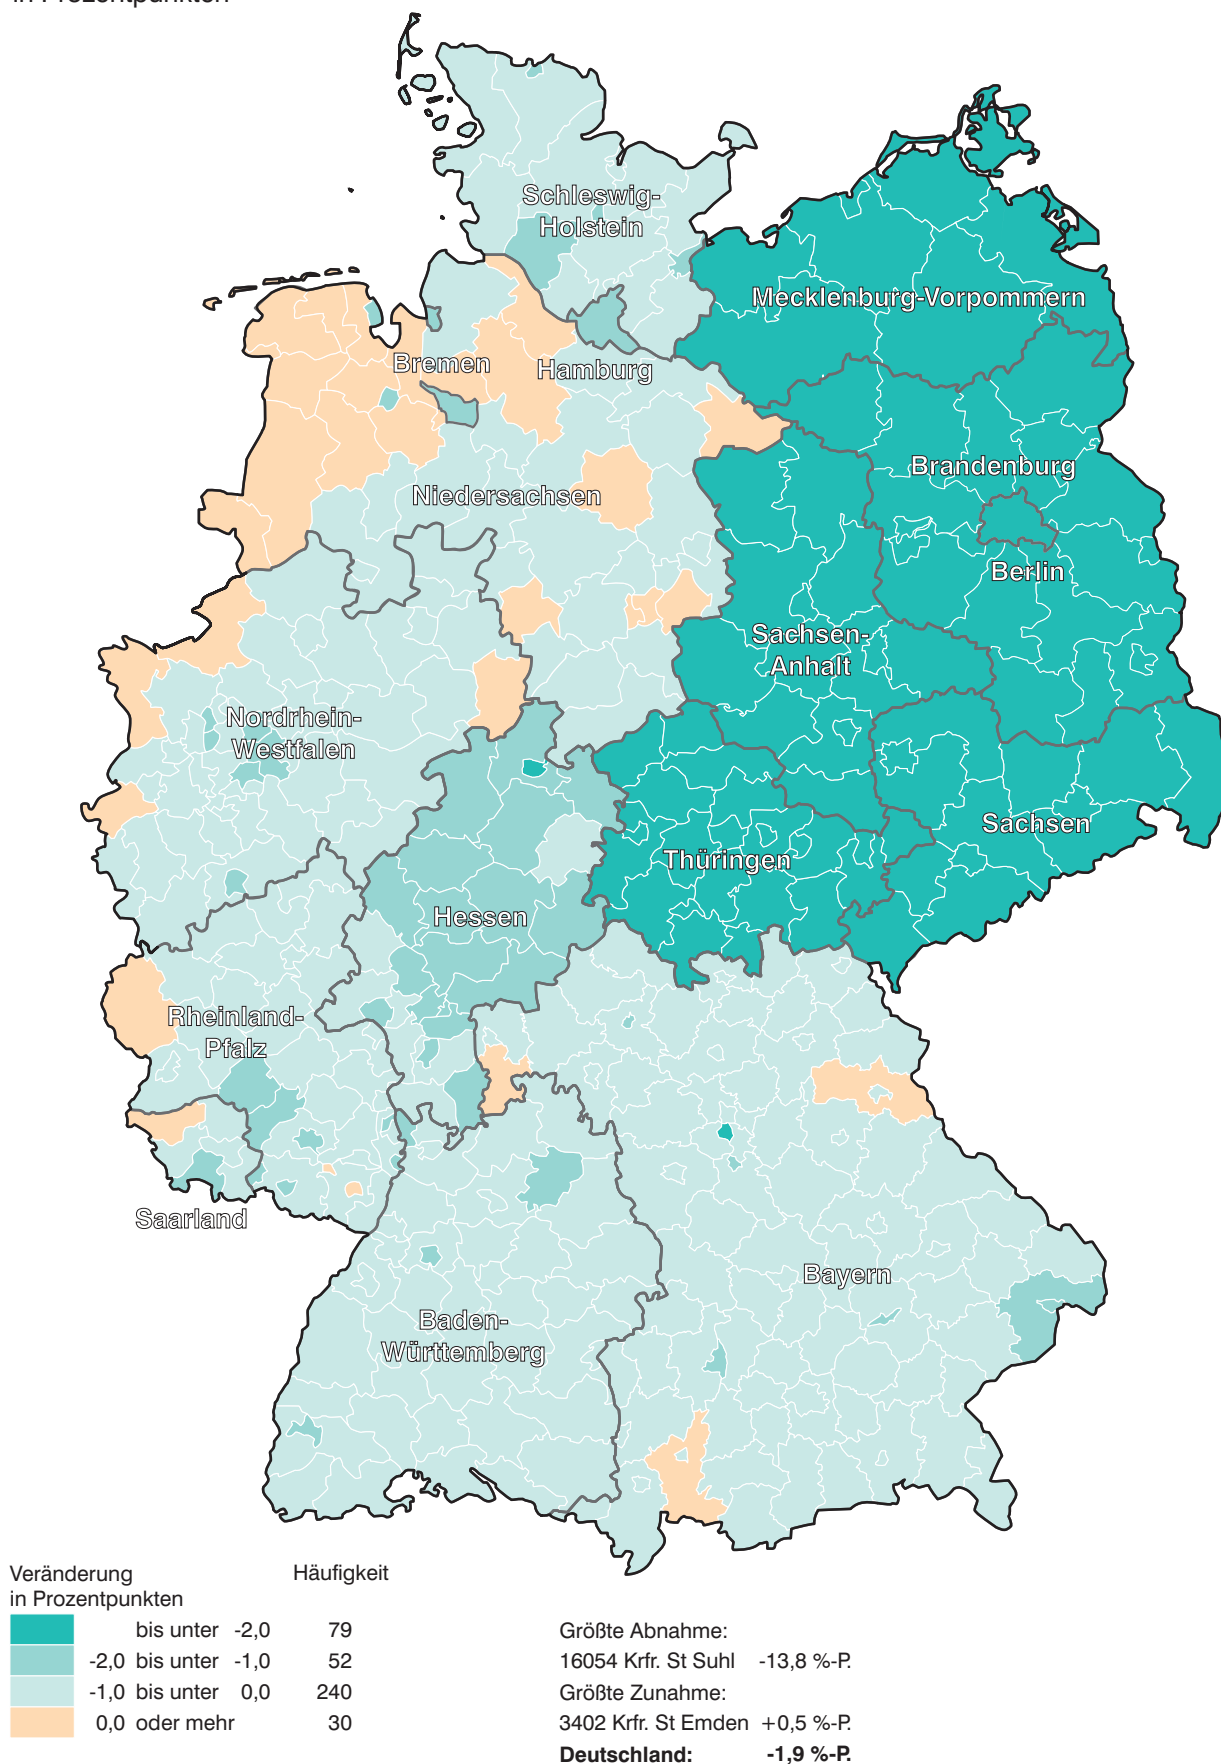 in Prozentpunkten
Schleswig-
Holstein
Mecklenburg-Vorpommern
Bremen
Hamburg
Brandenburg
Niedersachsen
Berlin
Sachsen-
Anhalt
Nordrhein-
Westfalen
Sachsen
Thüringen
Hessen
Rheinland-
Pfalz
Saarland
Bayern
Baden-
Württemberg
Veränderung Häufigkeit
in Prozentpunkten
bis unter -2,0 79
-2,0 bis unter -1,0 52
-1,0 bis unter 0,0 240
0,0 oder mehr 30
Größte Abnahme:
16054 Krfr. St Suhl -13,8 %-P.
Größte Zunahme:
3402 Krfr. St Emden +0,5 %-P.
Deutschland: -1,9 %-P.